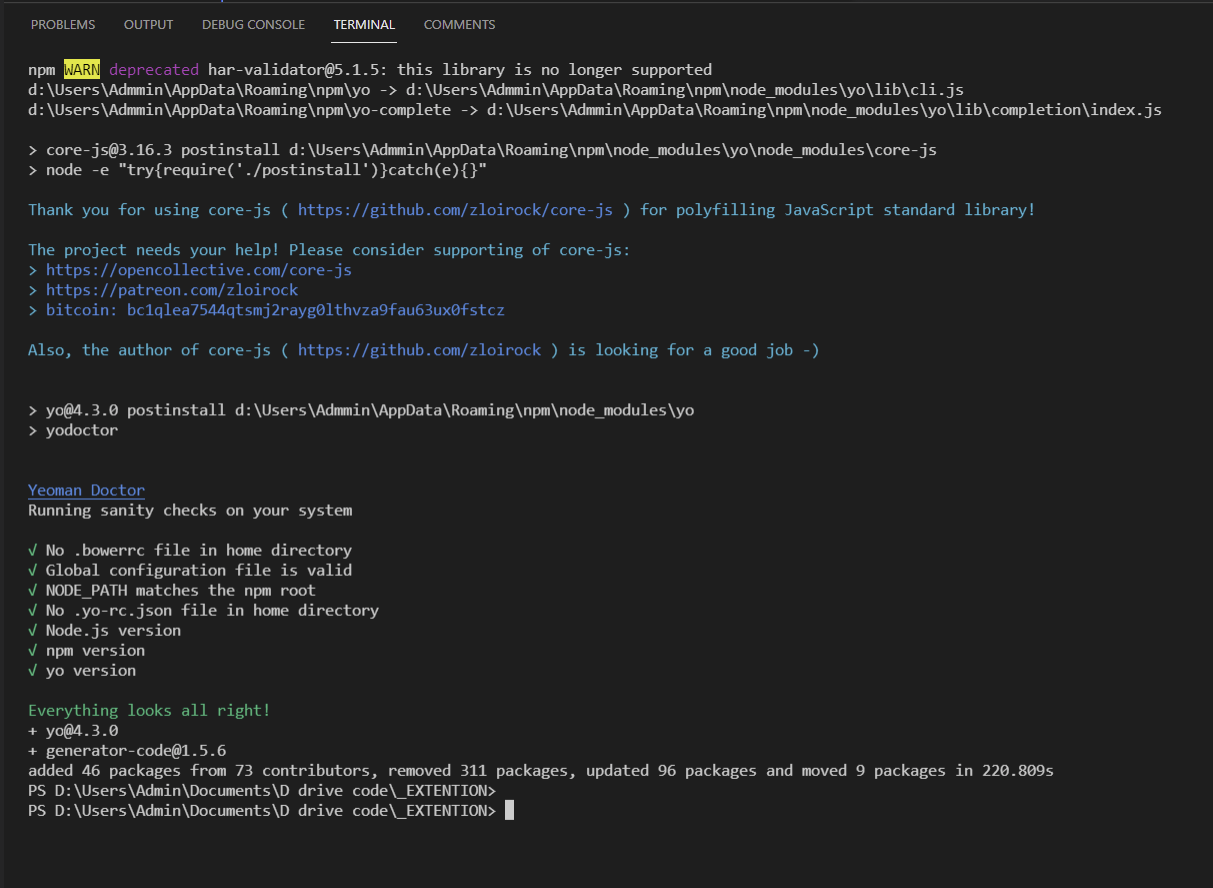 PROBLEMS OUTPUT DEBUG CONSOLE TERMINAL COMMENTS
npm WARN deprecated har-validator@5.1.5: this library is no longer supported
d:\Users\Admmin\AppData\Roaming\npm\yo -> d:\Users\Admmin\AppData\Roaming\npm\node_modules\yo\lib\cli.js
d:\Users\Admmin\AppData\Roaming\npm\yo-complete -> d:\Users\Admmin\AppData\Roaming\npm\node_modules\yo\lib\completion\index.js
> core-js@3.16.3 postinstall d:\Users\Admmin\AppData\Roaming\npm\node_modules\yo\node_modules\core-js
> node -e "try{require('./postinstall')}catch(e){}"
Thank you for using core-js ( https://github.com/zloirock/core-js ) for polyfilling JavaScript standard library!
The project needs your help! Please consider supporting of core-js:
> https://opencollective.com/core-js
> https://patreon.com/zloirock
> bitcoin: bc1qlea7544qtsmj2rayg0lthvza9fau63ux0fstcz
Also, the author of core-js ( https://github.com/zloirock ) is looking for a good job -)
> yo@4.3.0 postinstall d:\Users\Admmin\AppData\Roaming\npm\node_modules\yo
> yodoctor
Yeoman Doctor
Running sanity checks on your system
√ No .bowerrc file in home directory
√ Global configuration file is valid
√ NODE_PATH matches the npm root
√ No .yo-rc.json file in home directory
√ Node.js version
√ npm version
√ yo version
Everything looks all right!
+ yo@4.3.0
+ generator-code@1.5.6
added 46 packages from 73 contributors, removed 311 packages, updated 96 packages and moved 9 packages in 220.809s
PS D:\Users\Admin\Documents\D drive code\_EXTENTION>
PS D:\Users\Admin\Documents\D drive code\_EXTENTION>